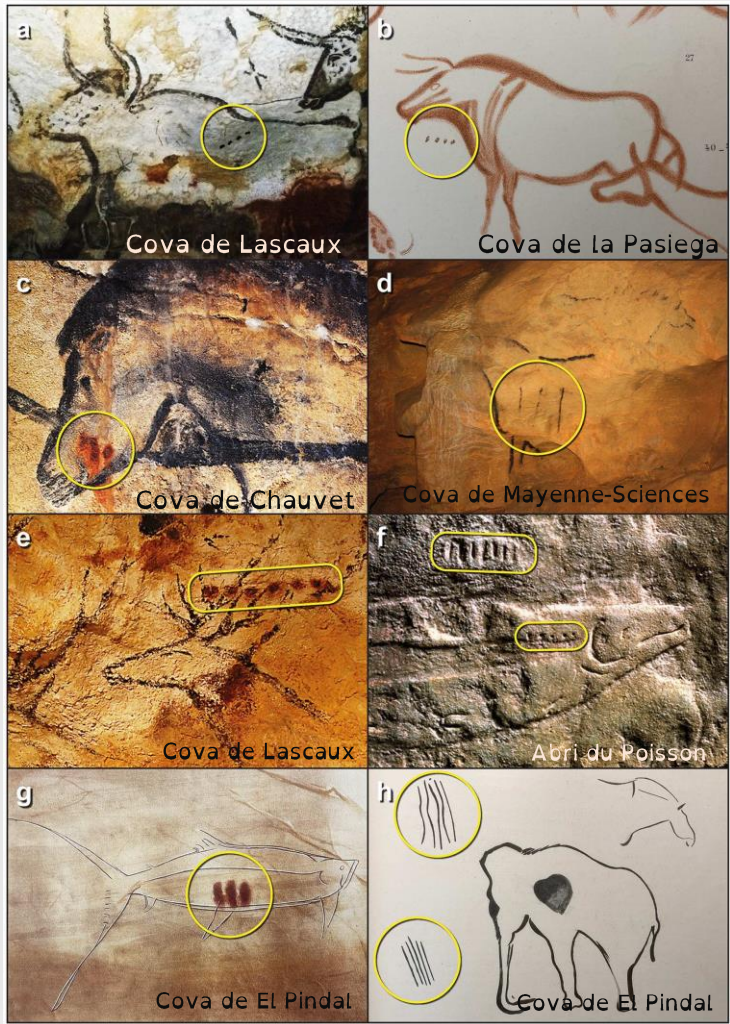 a
Cova de Lascaux
b
27
Cova de la Pasiega
c
Cova de Chauvet
d
Cova de Mayenne-Sciences
e
Cova de Lascaux
f
Abri du Poisson
g
Cova de El Pindal
h
Cova de El Pindal